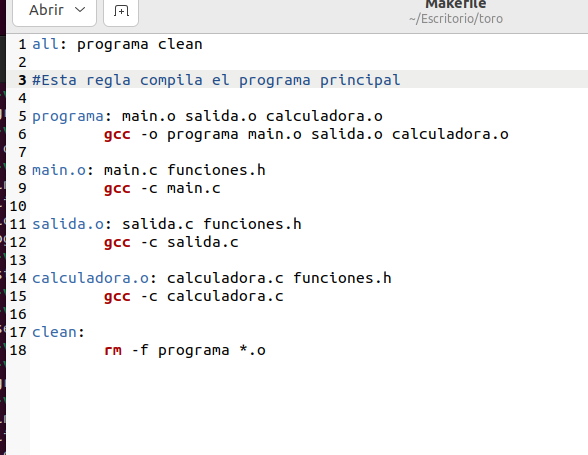 Abrir
Makefile
~/Escritorio/toro
1 all: programa clean
2
3 #Esta regla compila el programa principal
4
5 programa: main.o salida.o calculadora.o
6 gcc -o programa main.o salida.o calculadora.o
7
8 main.o: main.c funciones.h
9 gcc -c main.c
10
11 salida.o: salida.c funciones.h
12 gcc -c salida.c
13
14 calculadora.o: calculadora.c funciones.h
15 gcc -c calculadora.c
16
17 clean:
18 rm -f programa *.o